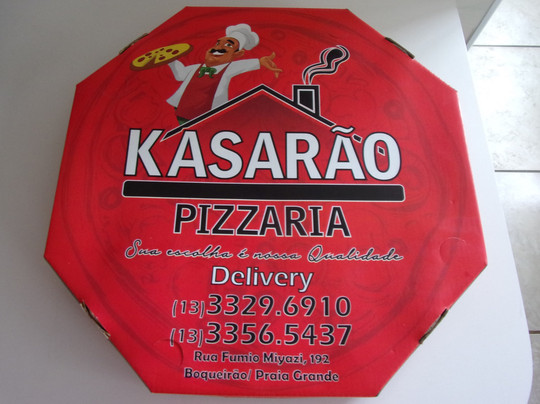 KASARÃO
PIZZARIA
Sua escolha é nossa Qualidade
Delivery
(13)3329.6910
(13)3356.5437
Rua Fumio Miyazi, 192
Boqueirão/ Praia Grande